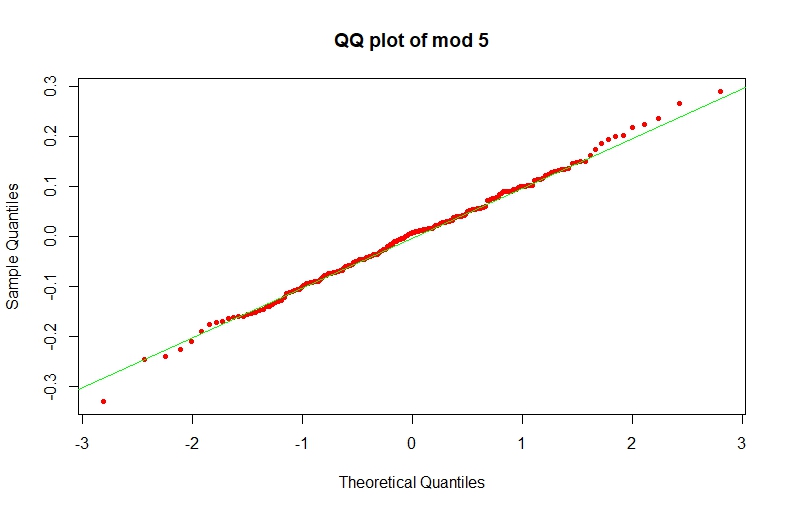 QQ plot of mod 5
Sample Quantiles
0.3
0.2
0.1
0.0
-0.1
-0.2
-0.3
-3 -2 -1 0 1 2 3
Theoretical Quantiles